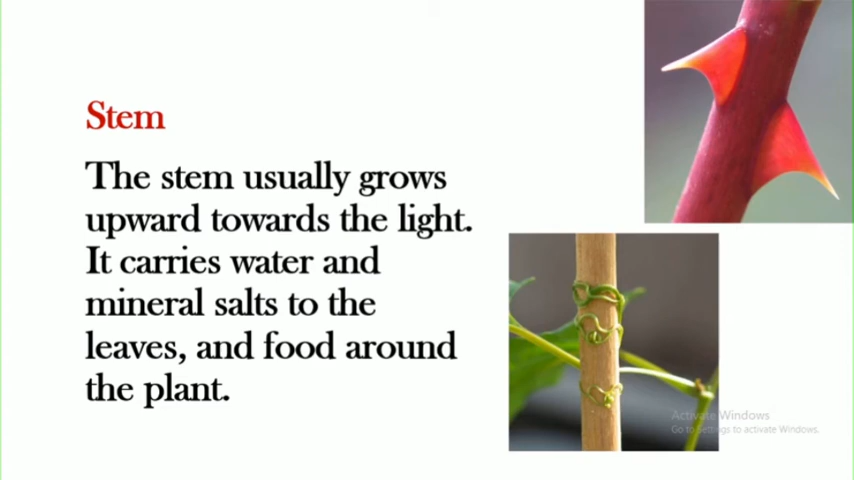 Stem
The stem usually grows
upward towards the light.
It carries water and
mineral salts to the
leaves, and food around
the plant.
Activate Windows
Go to Settings to activate Windows.